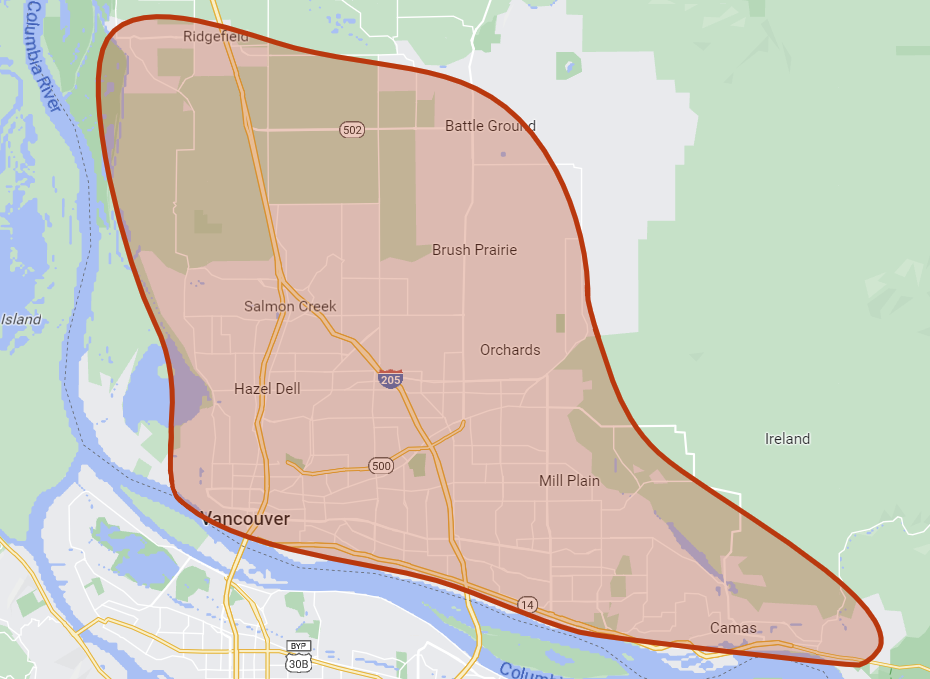 Columbia River
Ridgefield
502
Battle Ground
Brush Prairie
Salmon Creek
Island
Orchards
205
Hazel Dell
Ireland
500
Mill Plain
Vancouver
14
Camas
BYP
30B
Columb